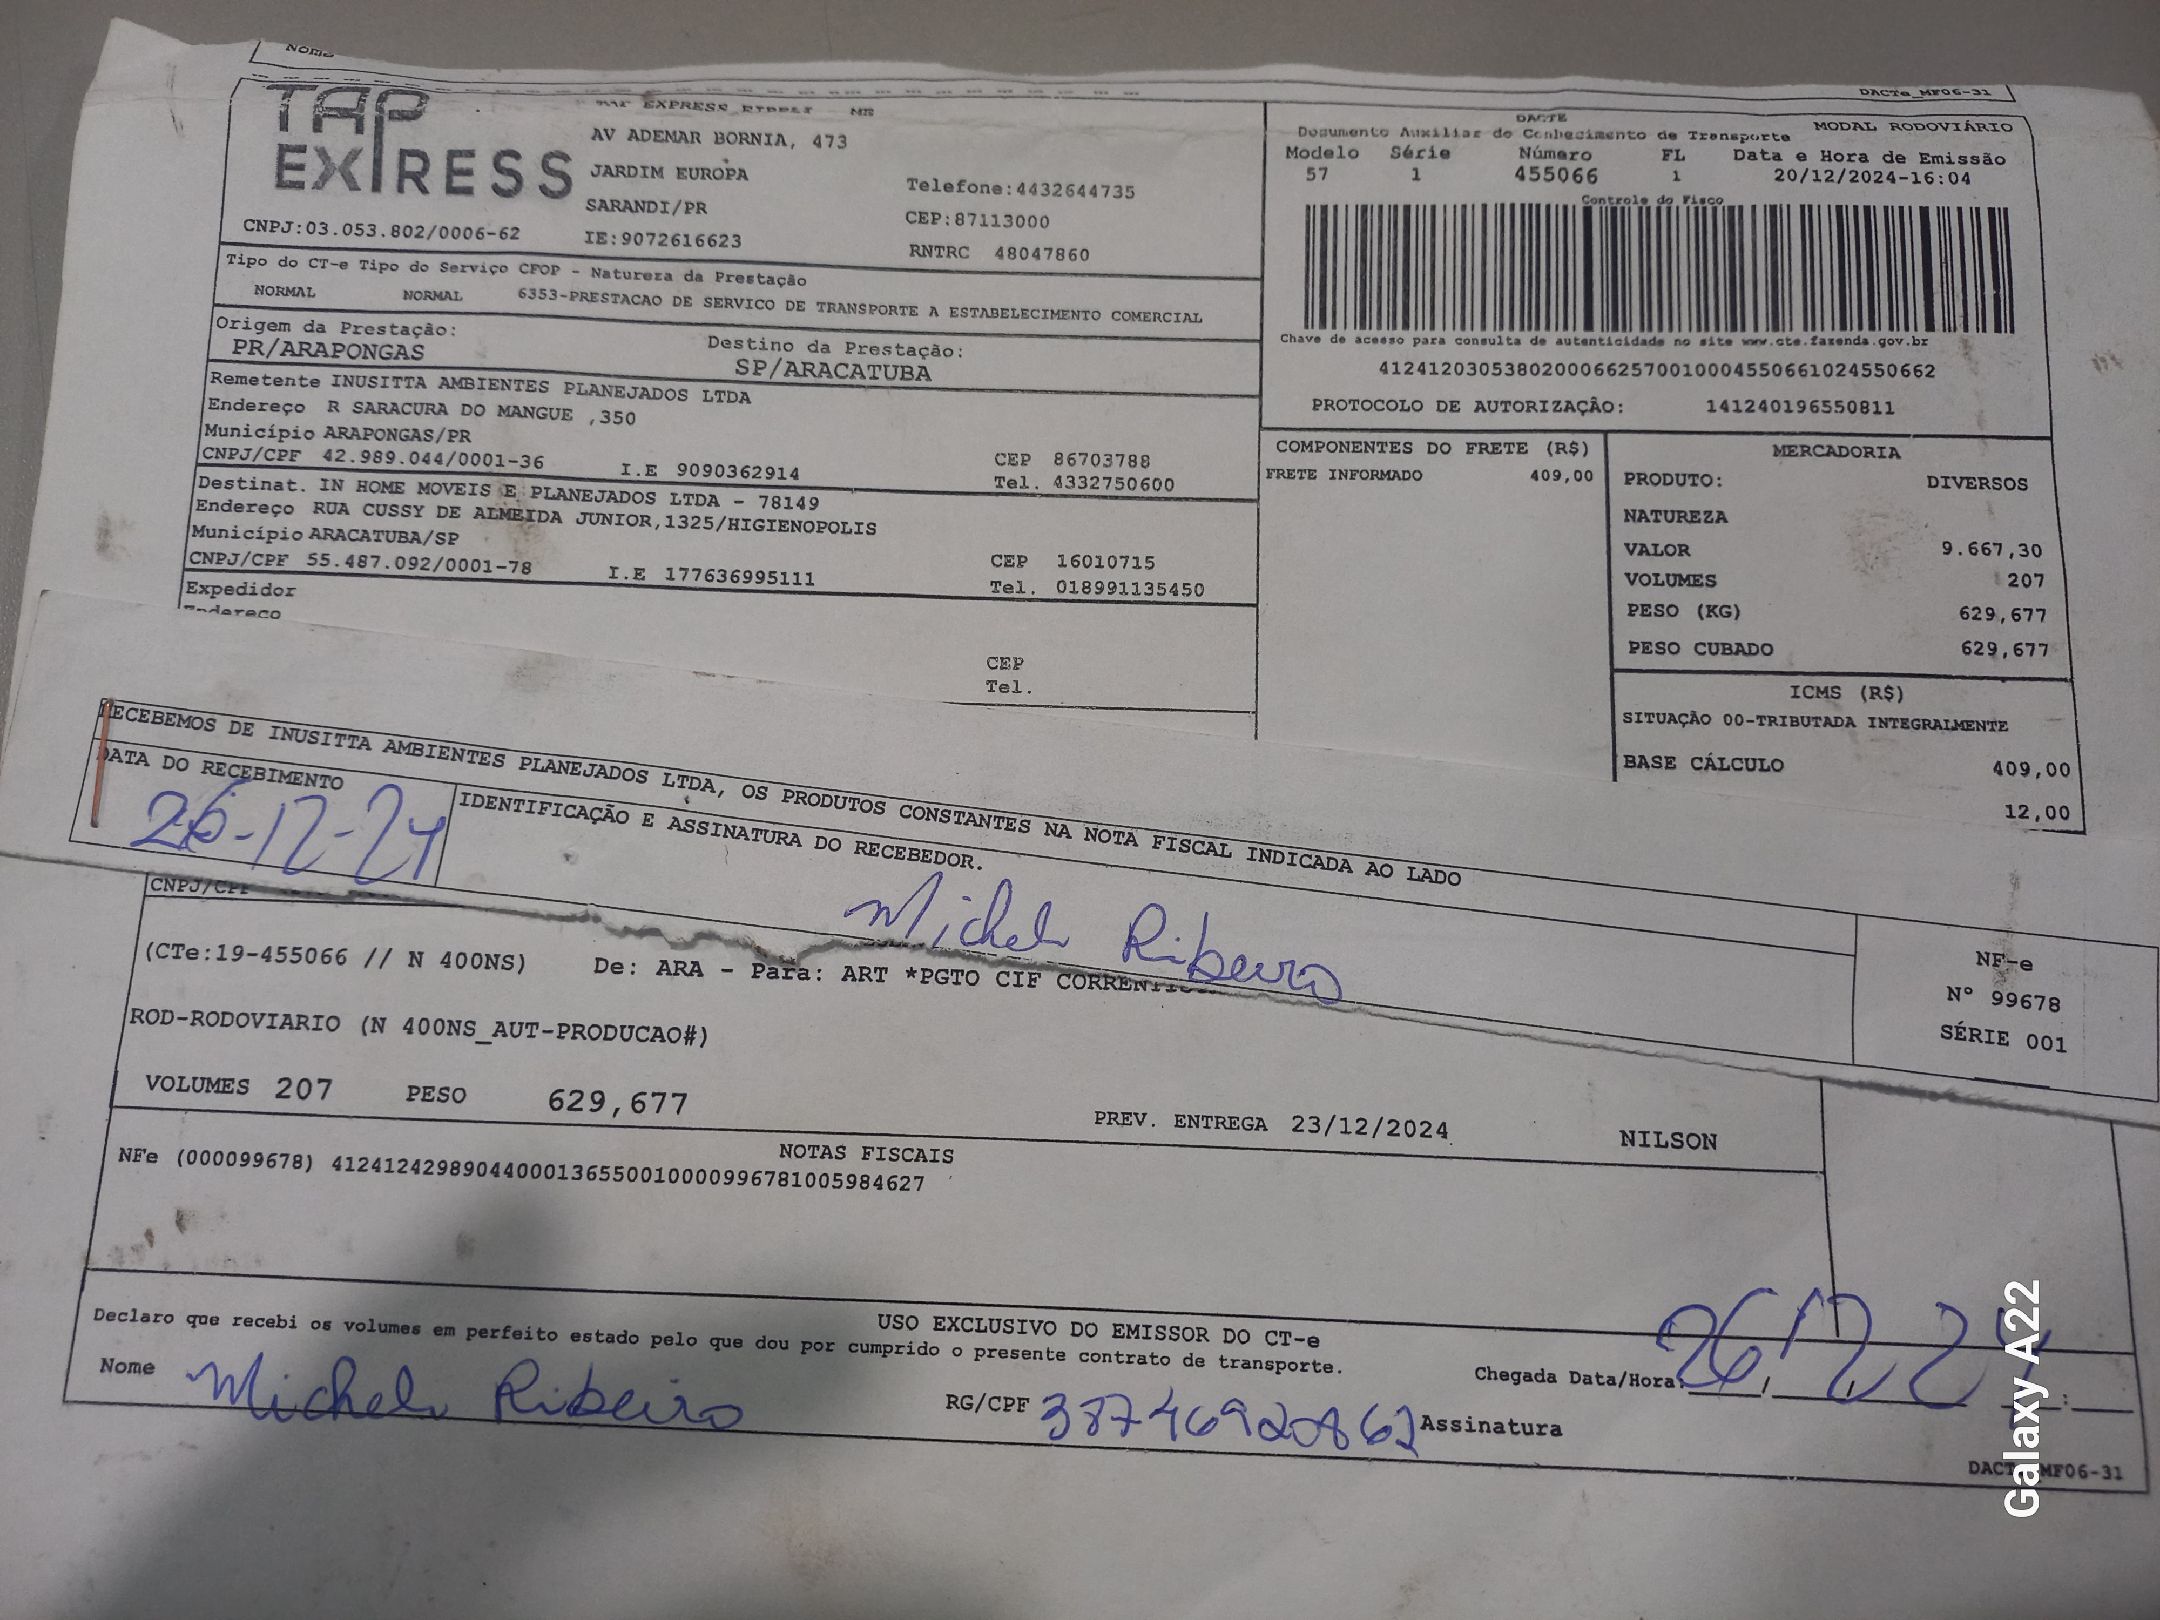 TAP
EXPRESS
CNPJ:03.053.802/0006-62
AV ADEMAR BORNIA, 473
JARDIM EUROPA
SARANDI/PR
IE:9072616623
Telefone:4432644735
CEP:87113000
RNTRC 48047860
DACTe_MF06-31
DACTE
Documento Auxiliar do Conhecimento de Transporte MODAL RODOVIÁRIO
Modelo Série Número FL Data e Hora de Emissão
57 1 455066 1 20/12/2024-16:04
Controle do Fisco
Chave de acesso para consulta de autenticidade no site www.cte.fazenda.gov.br
41241203053802000662570010004550661024550662
PROTOCOLO DE AUTORIZAÇÃO: 141240196550811
Tipo do CT-e Tipo do Serviço CFOP - Natureza da Prestação
NORMAL NORMAL 6353-PRESTACAO DE SERVICO DE TRANSPORTE A ESTABELECIMENTO COMERCIAL
Origem da Prestação: Destino da Prestação:
PR/ARAPONGAS SP/ARACATUBA
Remetente INUSITTA AMBIENTES PLANEJADOS LTDA
Endereço R SARACURA DO MANGUE ,350
Município ARAPONGAS/PR CEP 86703788
CNPJ/CPF 42.989.044/0001-36 I.E 9090362914 Tel. 4332750600
Destinat. IN HOME MOVEIS E PLANEJADOS LTDA - 78149
Endereço RUA CUSSY DE ALMEIDA JUNIOR,1325/HIGIENOPOLIS
Município ARACATUBA/SP CEP 16010715
CNPJ/CPF 55.487.092/0001-78 I.E 177636995111 Tel. 018991135450
Expedidor
Endereço
CEP
Tel.
COMPONENTES DO FRETE (R$)
FRETE INFORMADO 409,00
MERCADORIA
PRODUTO: DIVERSOS
NATUREZA
VALOR 9.667,30
VOLUMES 207
PESO (KG) 629,677
PESO CUBADO 629,677
ICMS (R$)
SITUAÇÃO 00-TRIBUTADA INTEGRALMENTE
BASE CÁLCULO 409,00
12,00
RECEBEMOS DE INUSITTA AMBIENTES PLANEJADOS LTDA, OS PRODUTOS CONSTANTES NA NOTA FISCAL INDICADA AO LADO
DATA DO RECEBIMENTO IDENTIFICAÇÃO E ASSINATURA DO RECEBEDOR.
26-12-24 Michele Ribeiro
NF-e
Nº 99678
SÉRIE 001
CNPJ/CPF
(CTe:19-455066 // N 400NS) De: ARA - Para: ART *PGTO CIF
ROD-RODOVIARIO (N 400NS_AUT-PRODUCAO#)
VOLUMES 207 PESO 629,677 PREV. ENTREGA 23/12/2024 NILSON
NOTAS FISCAIS
NFe (000099678) 41241242989044000136550010000996781005984627
USO EXCLUSIVO DO EMISSOR DO CT-e
Declaro que recebi os volumes em perfeito estado pelo que dou por cumprido o presente contrato de transporte.
Nome Michele Ribeiro RG/CPF Assinatura
Chegada Data/Hora: 26 12 24
MF06-31
Galaxy A22